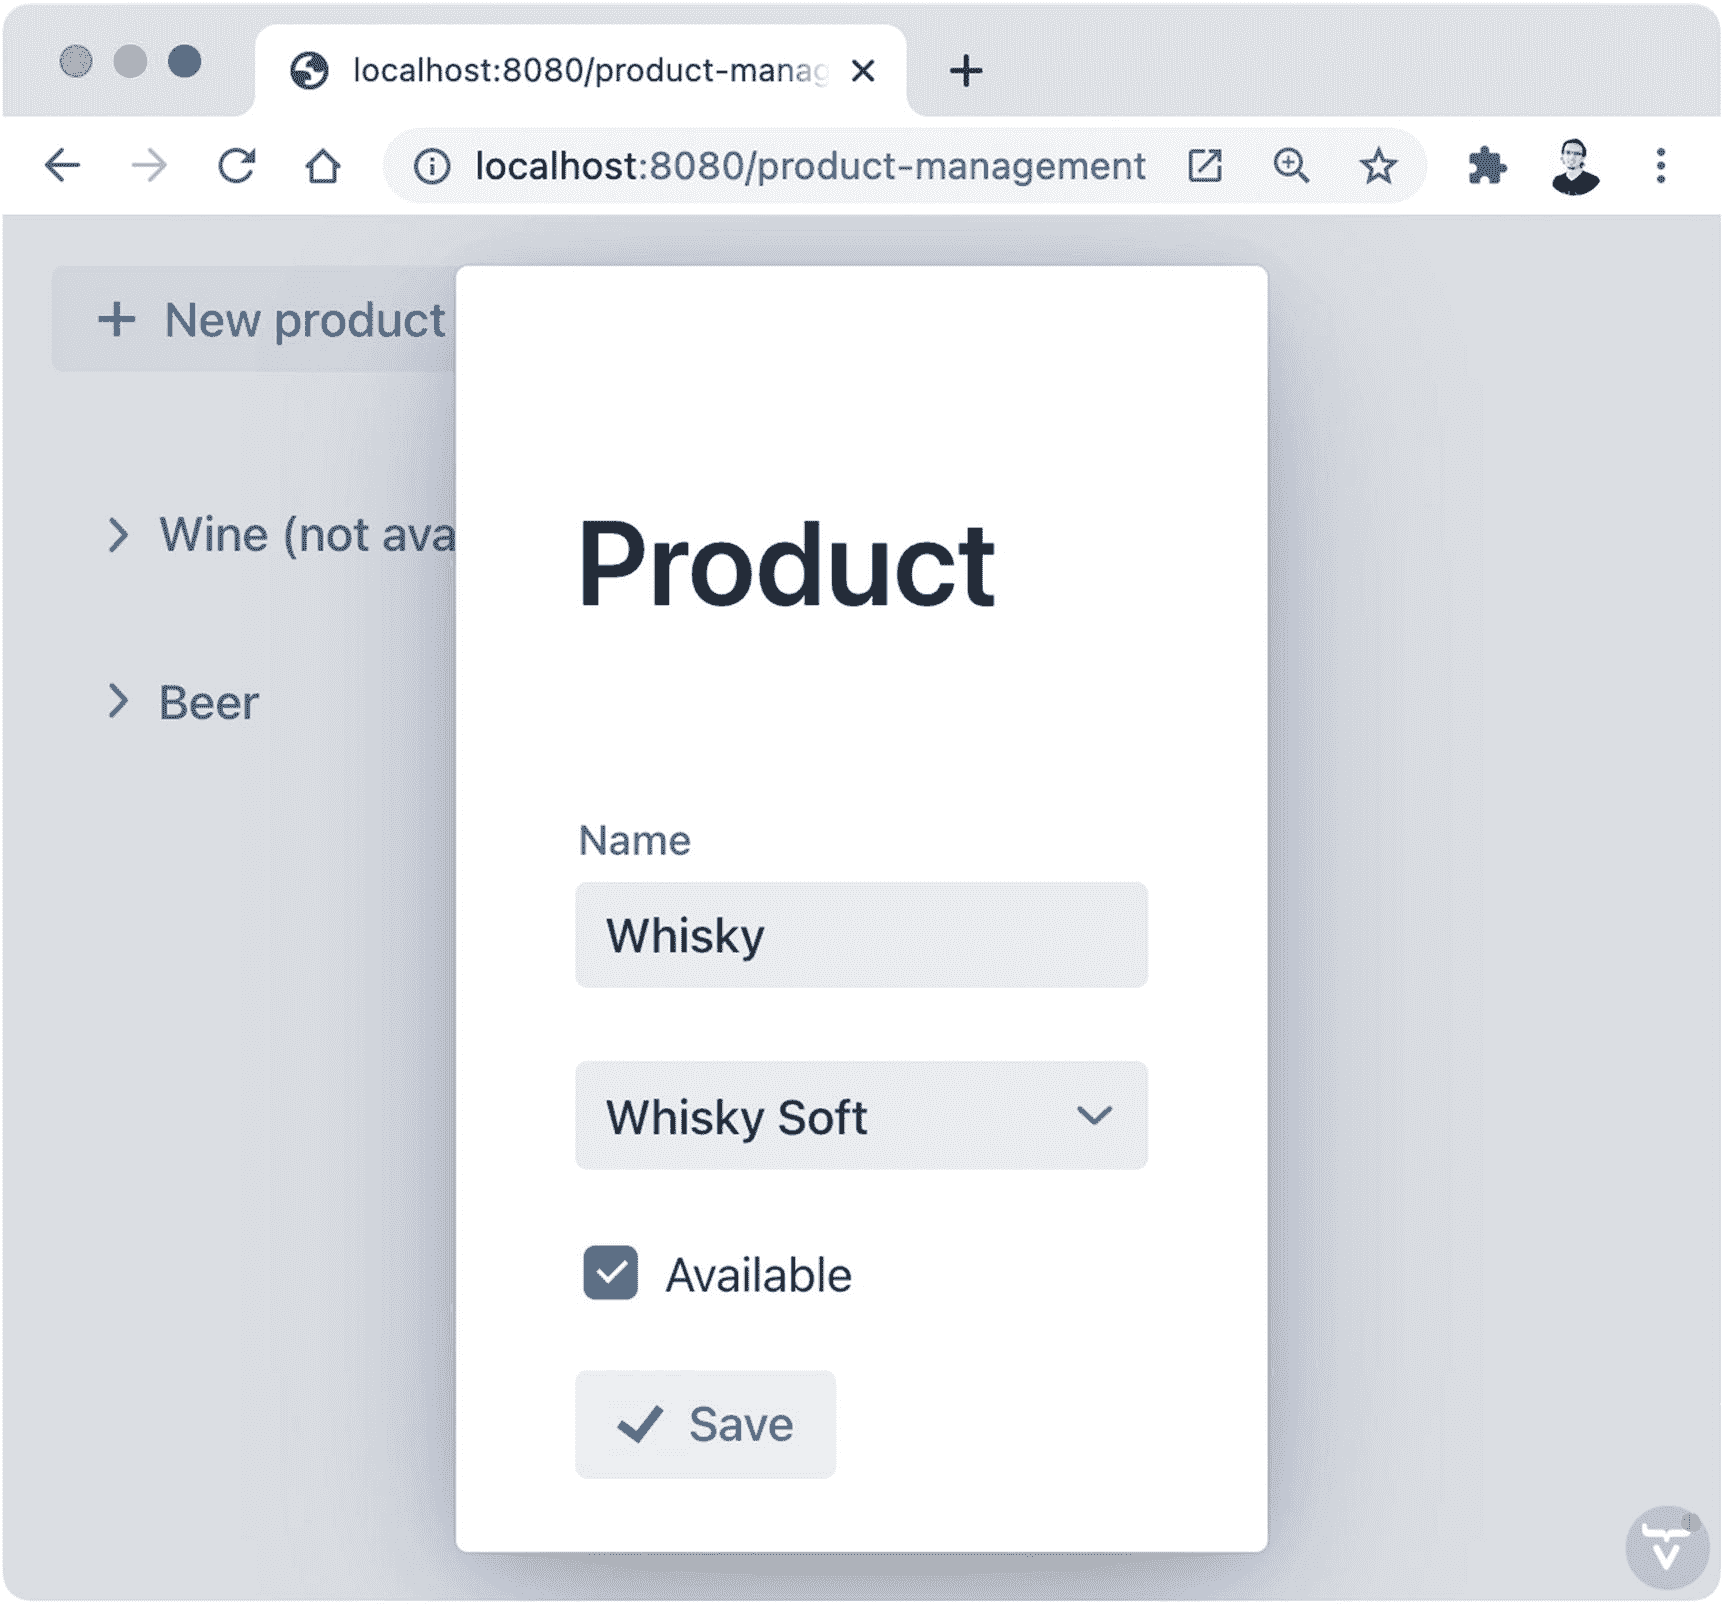 localhost:8080/product-manag
localhost:8080/product-management
New product
Wine (not ava
Beer
Product
Name
Whisky
Whisky Soft
Available
Save